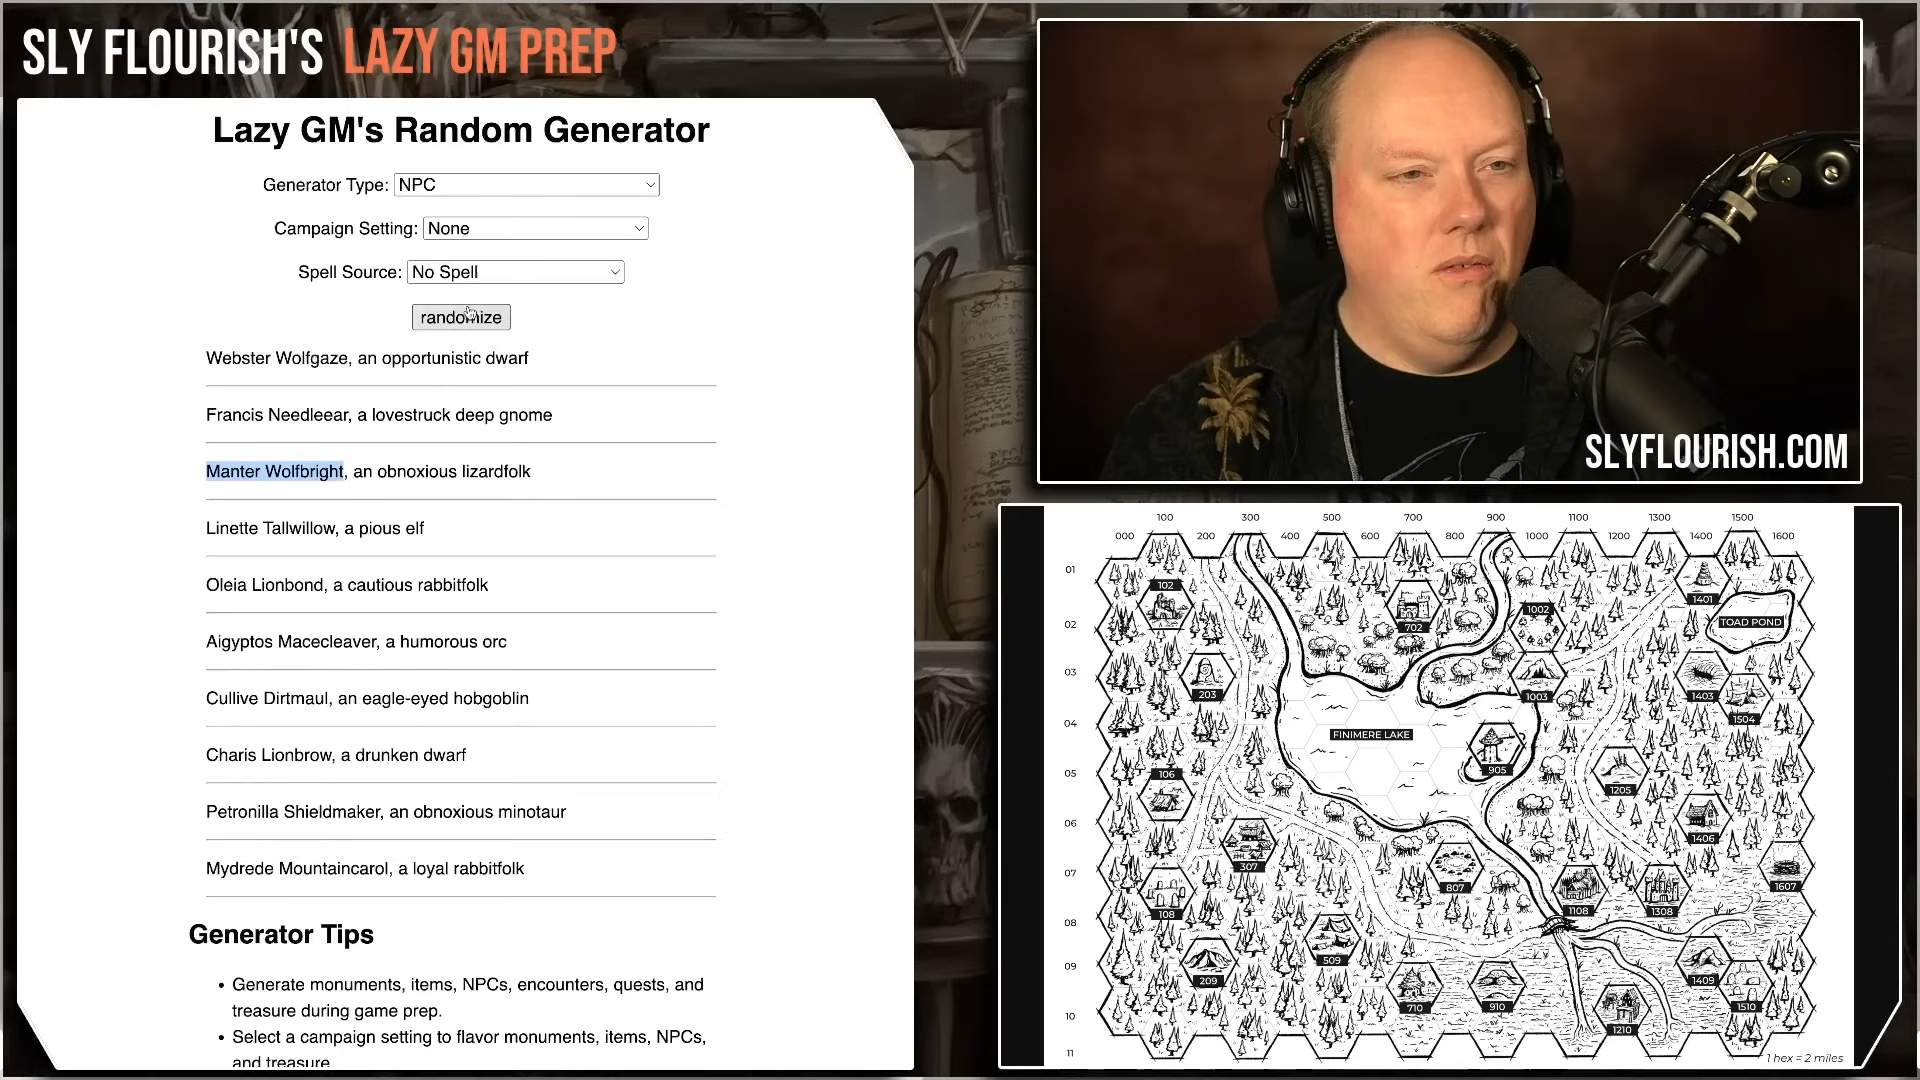 SLY FLOURISH'S LAZY GM PREP
Lazy GM's Random Generator
Generator Type: NPC
Campaign Setting: None
Spell Source: No Spell
randomize
Webster Wolfgaze, an opportunistic dwarf
Francis Needleear, a lovestruck deep gnome
Manter Wolfbright, an obnoxious lizardfolk
Linette Tallwillow, a pious elf
Oleia Lionbond, a cautious rabbitfolk
Aigyptos Macecleaver, a humorous orc
Cullive Dirtmaul, an eagle-eyed hobgoblin
Charis Lionbrow, a drunken dwarf
Petronilla Shieldmaker, an obnoxious minotaur
Mydrede Mountaincarol, a loyal rabbitfolk
Generator Tips
• Generate monuments, items, NPCs, encounters, quests, and
treasure during game prep.
• Select a campaign setting to flavor monuments, items, NPCs,
and treasure
SLYFLOURISH.COM
100 300 500 700 900 1100 1300 1500
000 200 400 600 800 1000 1200 1400 1600
01
102
1401
1002
TOAD POND
02
702
03
203
1003
1403
1504
04
FINIMERE LAKE
905
05
106
1205
06
1406
307
07
807
1607
108
1108
1308
08
509
09
209
1409
710
910
1510
10
1210
11
1 hex = 2 miles